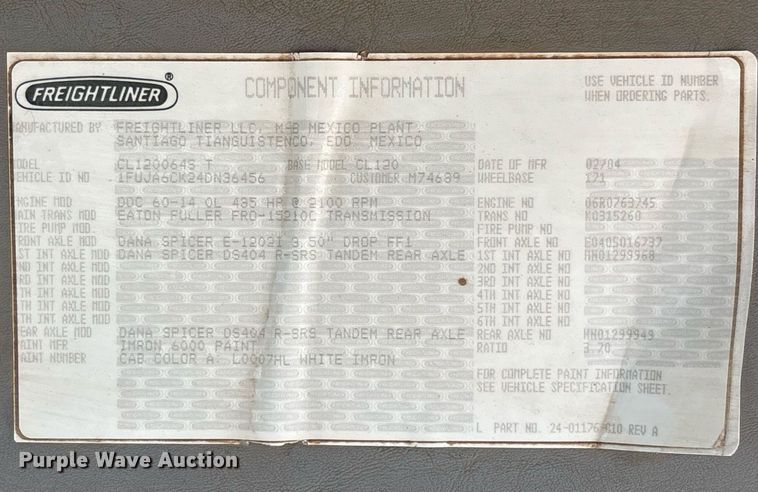 FREIGHTLINER®
COMPONENT INFORMATION
USE VEHICLE ID NUMBER
WHEN ORDERING PARTS.
ANUFACTURED BY FREIGHTLINER LLC, M-B MEXICO PLANT
SANTIAGO TIANGUISTENCO, EDO. MEXICO
MODEL CL120064S T BASE MODEL CL120 DATE OF MFR 02/04
VEHICLE ID NO 1FUJA6CK24DN36456 CUSTOMER M74689 WHEELBASE 171
ENGINE MOD DDC 60-14 0L 435 HP @ 2100 RPM ENGINE NO 06R0763745
MAIN TRANS MOD EATON FULLER FRO-15210C TRANSMISSION TRANS NO K0315260
FIRE PUMP MOD. FIRE PUMP NO
FRONT AXLE MOD DANA SPICER E-1202I 3.50" DROP FF1 FRONT AXLE NO E0405016737
1ST INT AXLE MOD DANA SPICER DS404 R-SRS TANDEM REAR AXLE 1ST INT AXLE NO MN01299968
2ND INT AXLE MOD 2ND INT AXLE NO
3RD INT AXLE MOD 3RD INT AXLE NO
4TH INT AXLE MOD 4TH INT AXLE NO
5TH INT AXLE MOD 5TH INT AXLE NO
6TH INT AXLE MOD 6TH INT AXLE NO
REAR AXLE MOD DANA SPICER DS404 R-SRS TANDEM REAR AXLE REAR AXLE NO MN01299949
PAINT MFR IMRON 6000 PAINT RATIO 3.70
PAINT NUMBER CAB COLOR A: L0007HL WHITE IMRON
FOR COMPLETE PAINT INFORMATION
SEE VEHICLE SPECIFICATION SHEET.
L PART NO. 24-01176-010 REV A
Purple Wave Auction